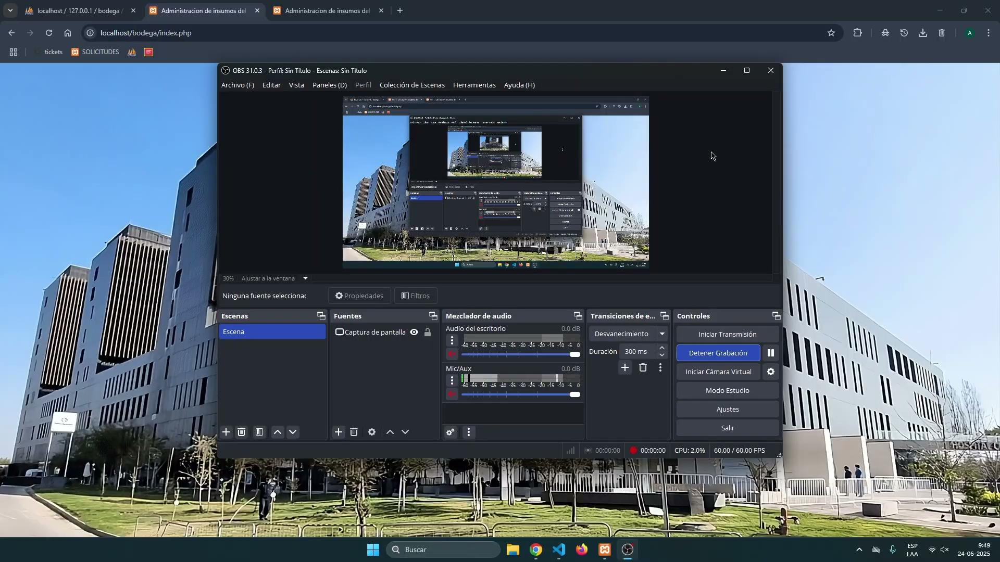 localhost / 127.0.0.1 / bodega /
Administracion de insumos del
Administracion de insumos del
localhost/bodega/index.php
A
tickets
SOLICITUDES
OBS 31.0.3 - Perfil: Sin Título - Escenas: Sin Título
Archivo (F)
Editar
Vista
Paneles (D)
Perfil
Colección de Escenas
Herramientas
Ayuda (H)
30%
Ajustar a la ventana
Ninguna fuente seleccionac
Propiedades
Filtros
Escenas
Fuentes
Mezclador de audio
Transiciones de e...
Controles
Escena
Captura de pantalla
Audio del escritorio
0.0 dB
-60 -55 -50 -45 -40 -35 -30 -25 -20 -15 -10 -5 0
Mic/Aux
0.0 dB
-60 -55 -50 -45 -40 -35 -30 -25 -20 -15 -10 -5 0
Desvanecimiento
Duración
300 ms
Iniciar Transmisión
Detener Grabación
Iniciar Cámara Virtual
Modo Estudio
Ajustes
Salir
00:00:00
00:00:00
CPU: 2.0%
60.00 / 60.00 FPS
Buscar
ESP
LAA
9:49
24-06-2025